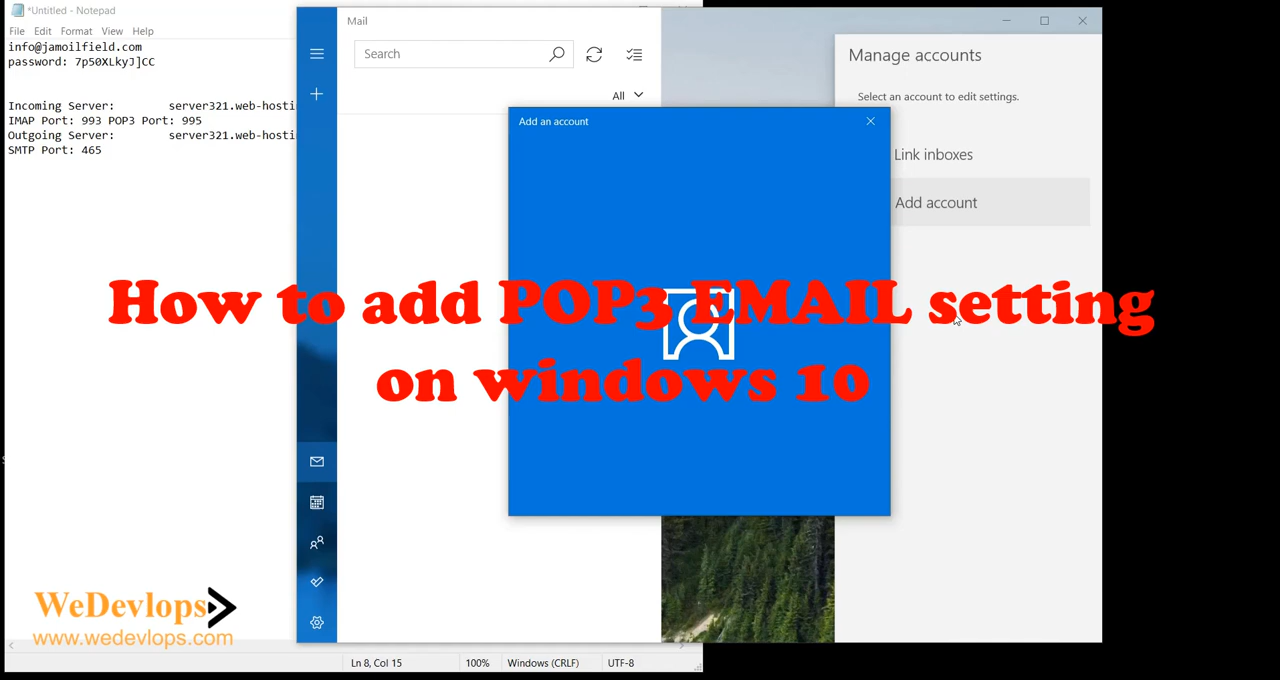 *Untitled - Notepad
File Edit Format View Help
info@jamoilfield.com
password: 7p50XLkyJ]CC
Incoming Server: server321.web-hosti
IMAP Port: 993 POP3 Port: 995
Outgoing Server: server321.web-hosti
SMTP Port: 465
Mail
Search
All
Manage accounts
Select an account to edit settings.
Link inboxes
Add account
Add an account
How to add POP3 EMAIL setting
on windows 10
WeDevlops
www.wedevlops.com
Ln 8, Col 15 100% Windows (CRLF) UTF-8